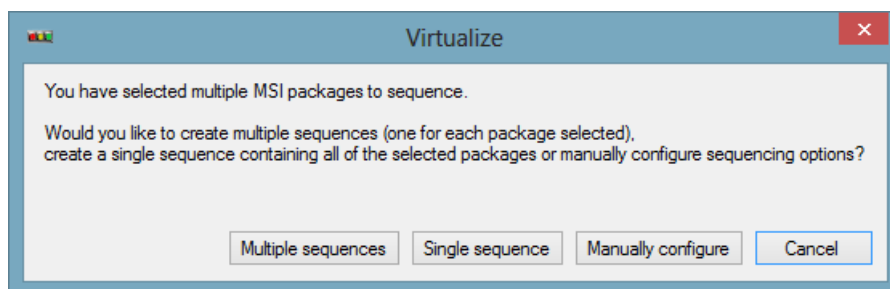 Virtualize
You have selected multiple MSI packages to sequence.
Would you like to create multiple sequences (one for each package selected),
create a single sequence containing all of the selected packages or manually configure sequencing options?
Multiple sequences Single sequence Manually configure Cancel